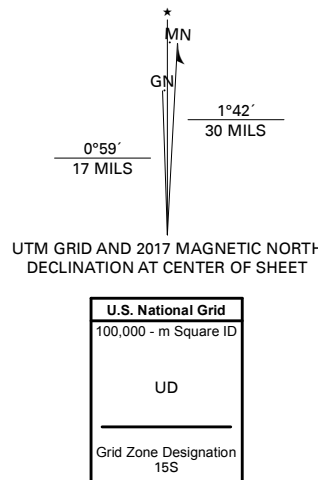 ★
MN
GN
1°42´
30 MILS
0°59´
17 MILS
UTM GRID AND 2017 MAGNETIC NORTH
DECLINATION AT CENTER OF SHEET
U.S. National Grid
100,000 - m Square ID
UD
Grid Zone Designation
15S